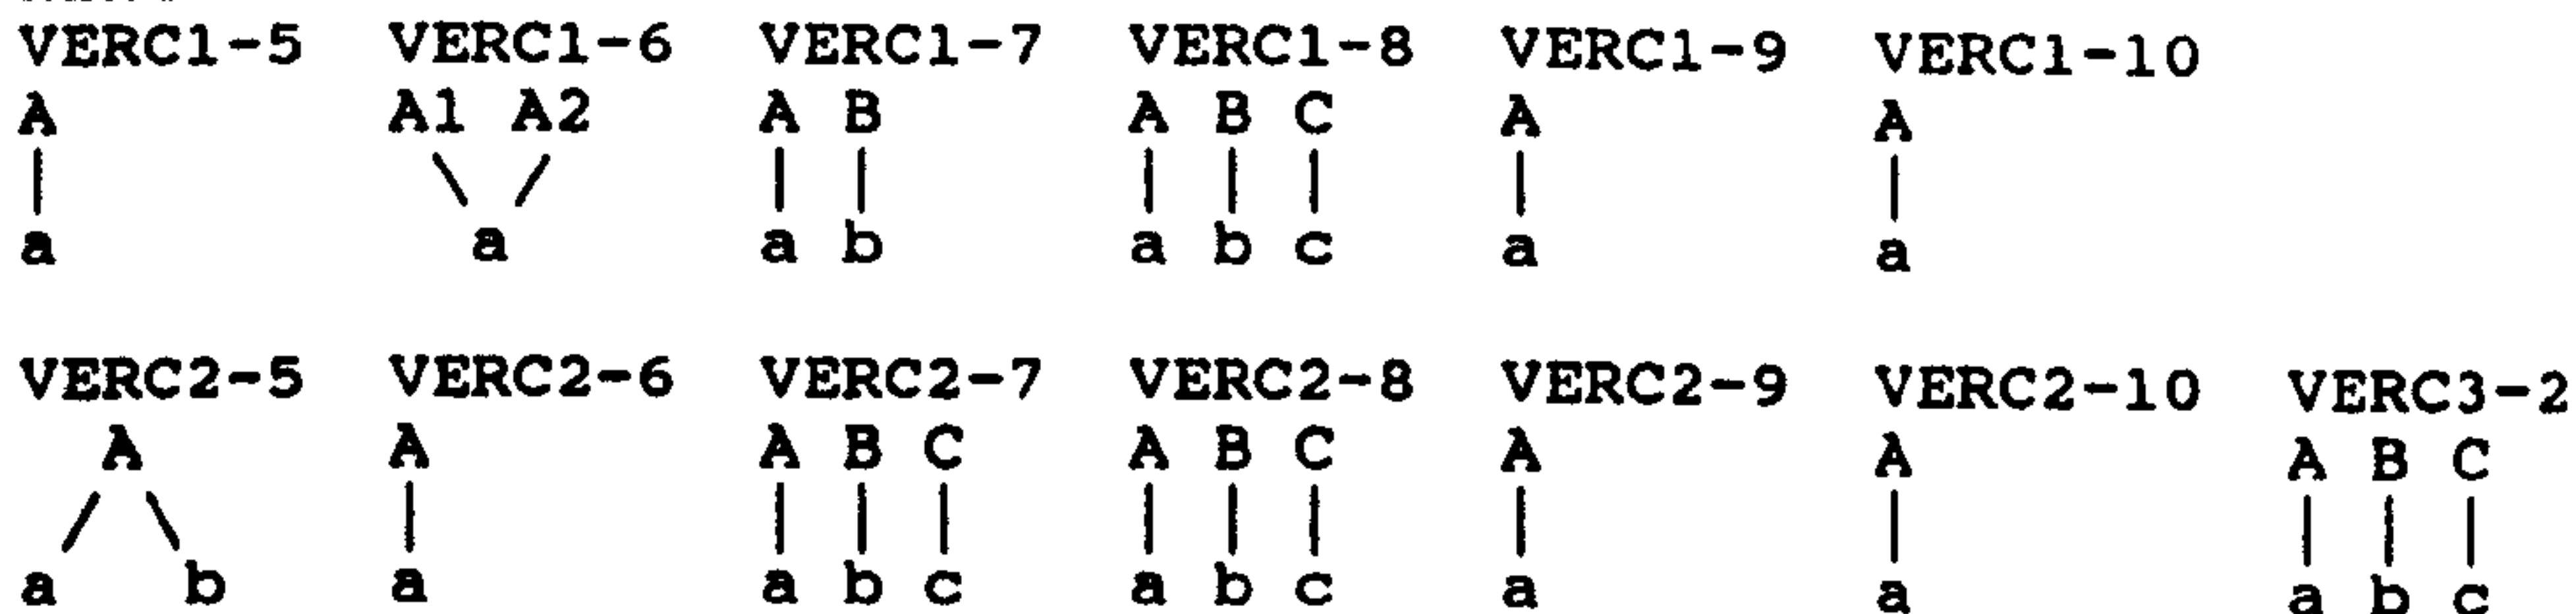 VERC1-5 VERC1-6 VERC1-7 VERC1-8 VERC1-9 VERC1-10
A A1 A2 A B A B C A A
| \ / | | | | | | |
a a a b a b c a a
VERC2-5 VERC2-6 VERC2-7 VERC2-8 VERC2-9 VERC2-10 VERC3-2
A A A B C A B C A A A B C
/ \ | | | | | | | | | | | |
a b a a b c a b c a a a b c